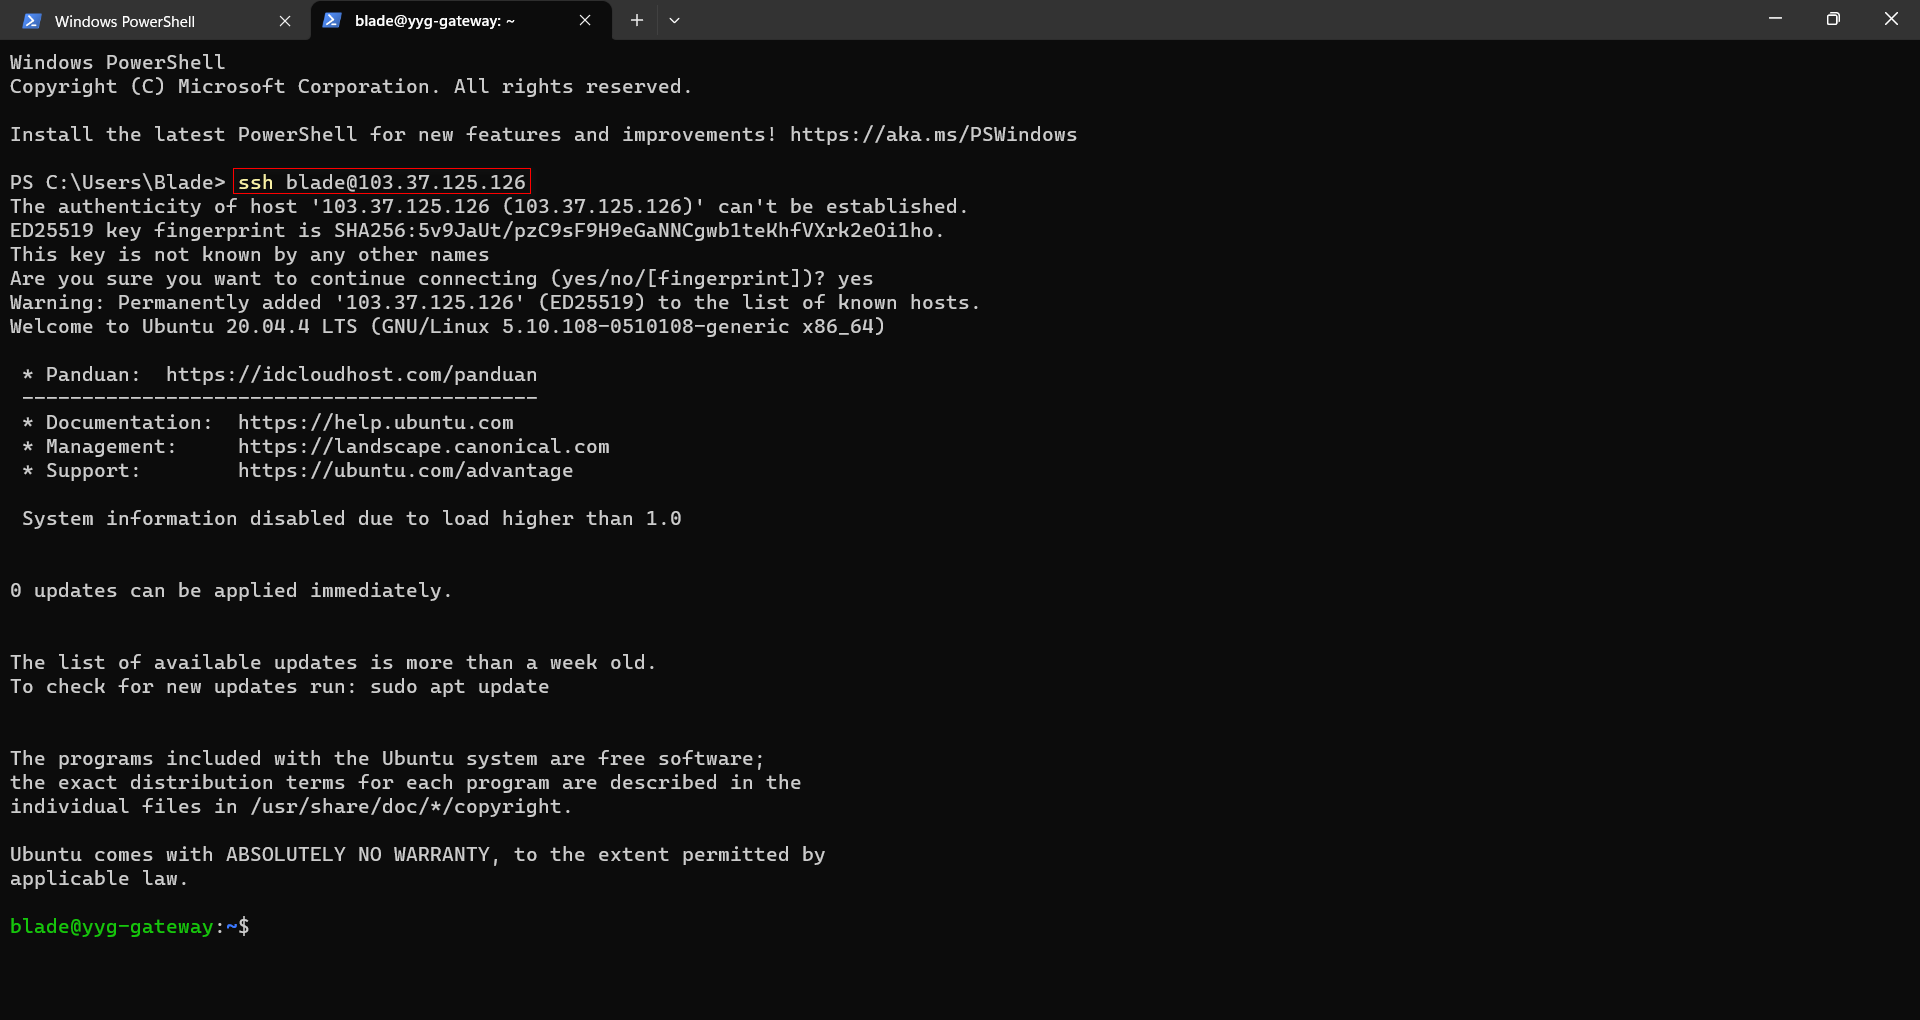 Windows PowerShell
blade@yyg-gateway: ~
Windows PowerShell
Copyright (C) Microsoft Corporation. All rights reserved.
Install the latest PowerShell for new features and improvements! https://aka.ms/PSWindows
PS C:\Users\Blade> ssh blade@103.37.125.126
The authenticity of host '103.37.125.126 (103.37.125.126)' can't be established.
ED25519 key fingerprint is SHA256:5v9JaUt/pzC9sF9H9eGaNNCgwb1teKhfVXrk2eOi1ho.
This key is not known by any other names
Are you sure you want to continue connecting (yes/no/[fingerprint])? yes
Warning: Permanently added '103.37.125.126' (ED25519) to the list of known hosts.
Welcome to Ubuntu 20.04.4 LTS (GNU/Linux 5.10.108-0510108-generic x86_64)
* Panduan:  https://idcloudhost.com/panduan
-------------------------------------------
* Documentation:  https://help.ubuntu.com
* Management:     https://landscape.canonical.com
* Support:        https://ubuntu.com/advantage
System information disabled due to load higher than 1.0
0 updates can be applied immediately.
The list of available updates is more than a week old.
To check for new updates run: sudo apt update
The programs included with the Ubuntu system are free software;
the exact distribution terms for each program are described in the
individual files in /usr/share/doc/*/copyright.
Ubuntu comes with ABSOLUTELY NO WARRANTY, to the extent permitted by
applicable law.
blade@yyg-gateway:~$